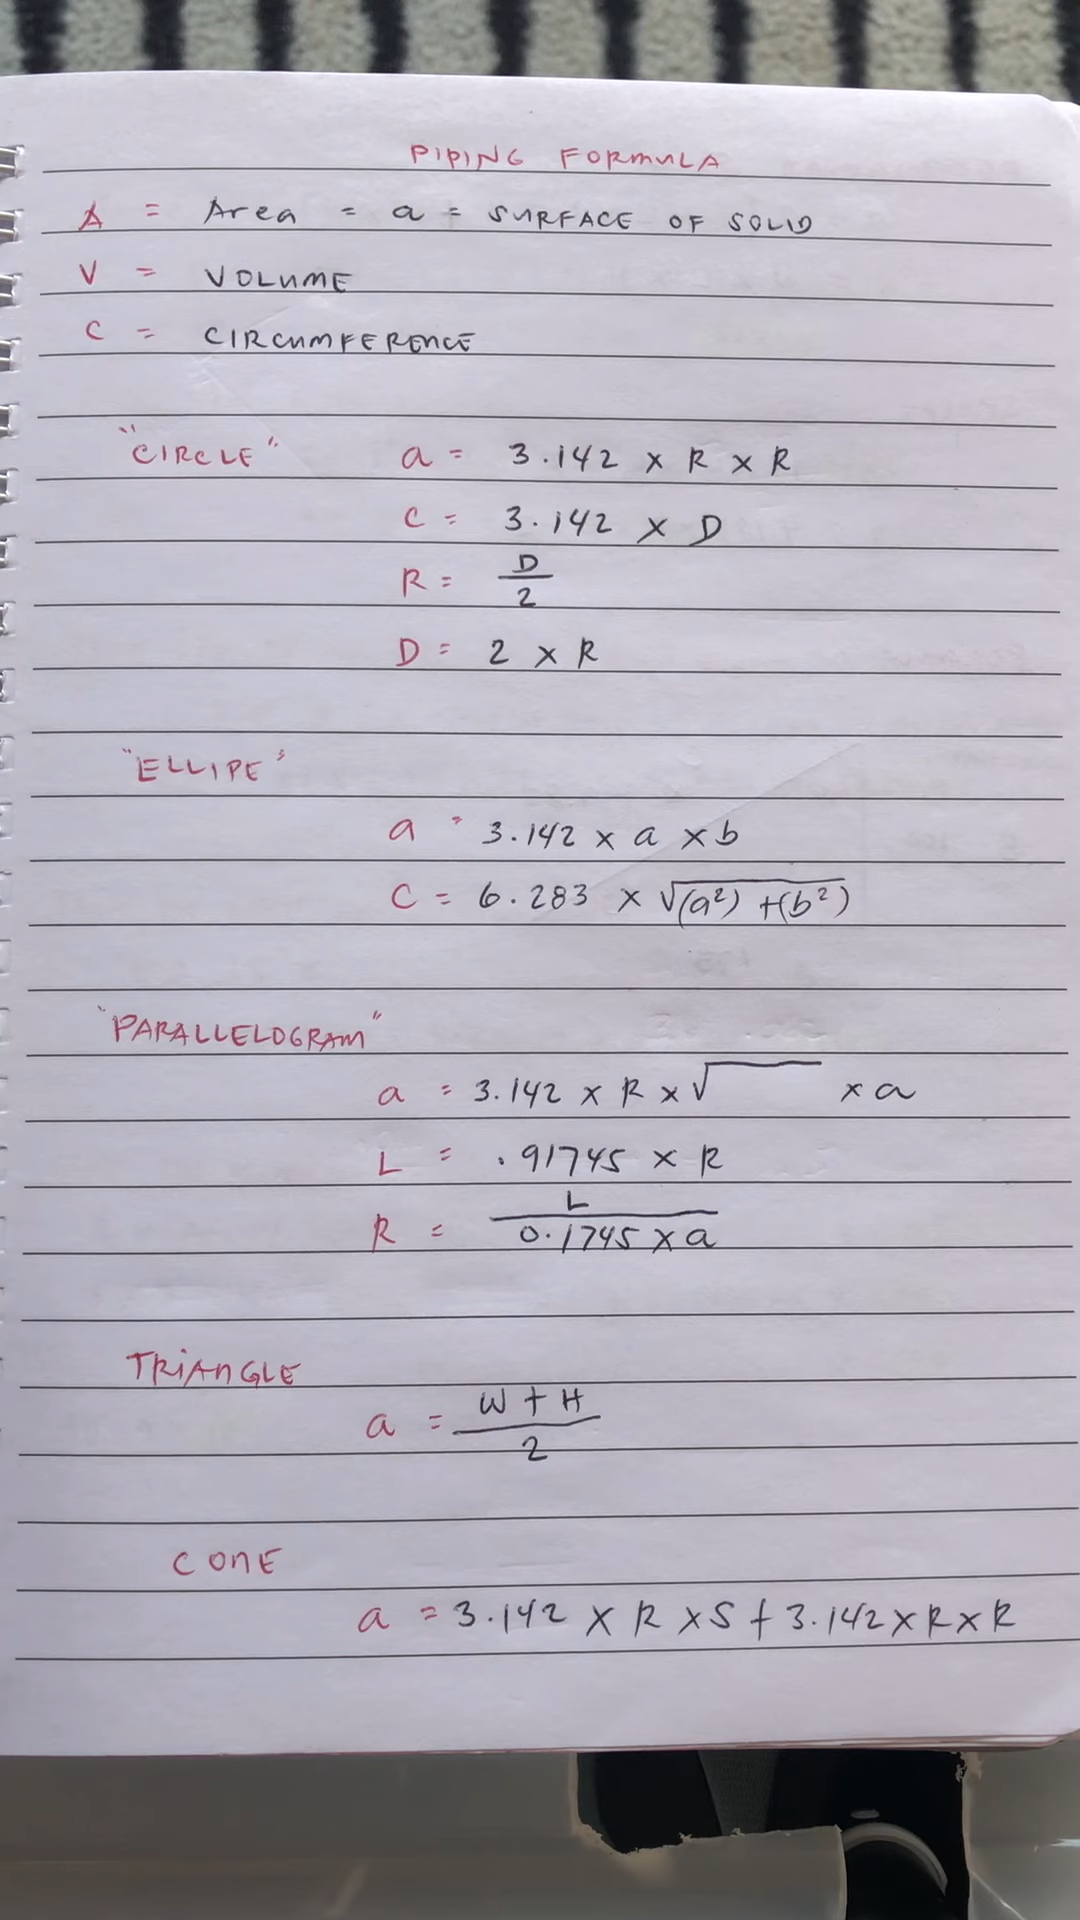 PIPING FORMULA
A = Area = a = SURFACE OF SOLID
V = VOLUME
C = CIRCUMFERENCE
"CIRCLE" a = 3.142 x R x R
C = 3.142 x D
R = D/2
D = 2 x R
"ELLIPE"
a = 3.142 x a x b
C = 6.283 x √(a²) + (b²)
"PARALLELOGRAM"
a = 3.142 x R x √ x a
L = .91745 x R
R = L / 0.1745 x a
TRIANGLE
a = W + H / 2
CONE
a = 3.142 x R x S + 3.142 x R x R